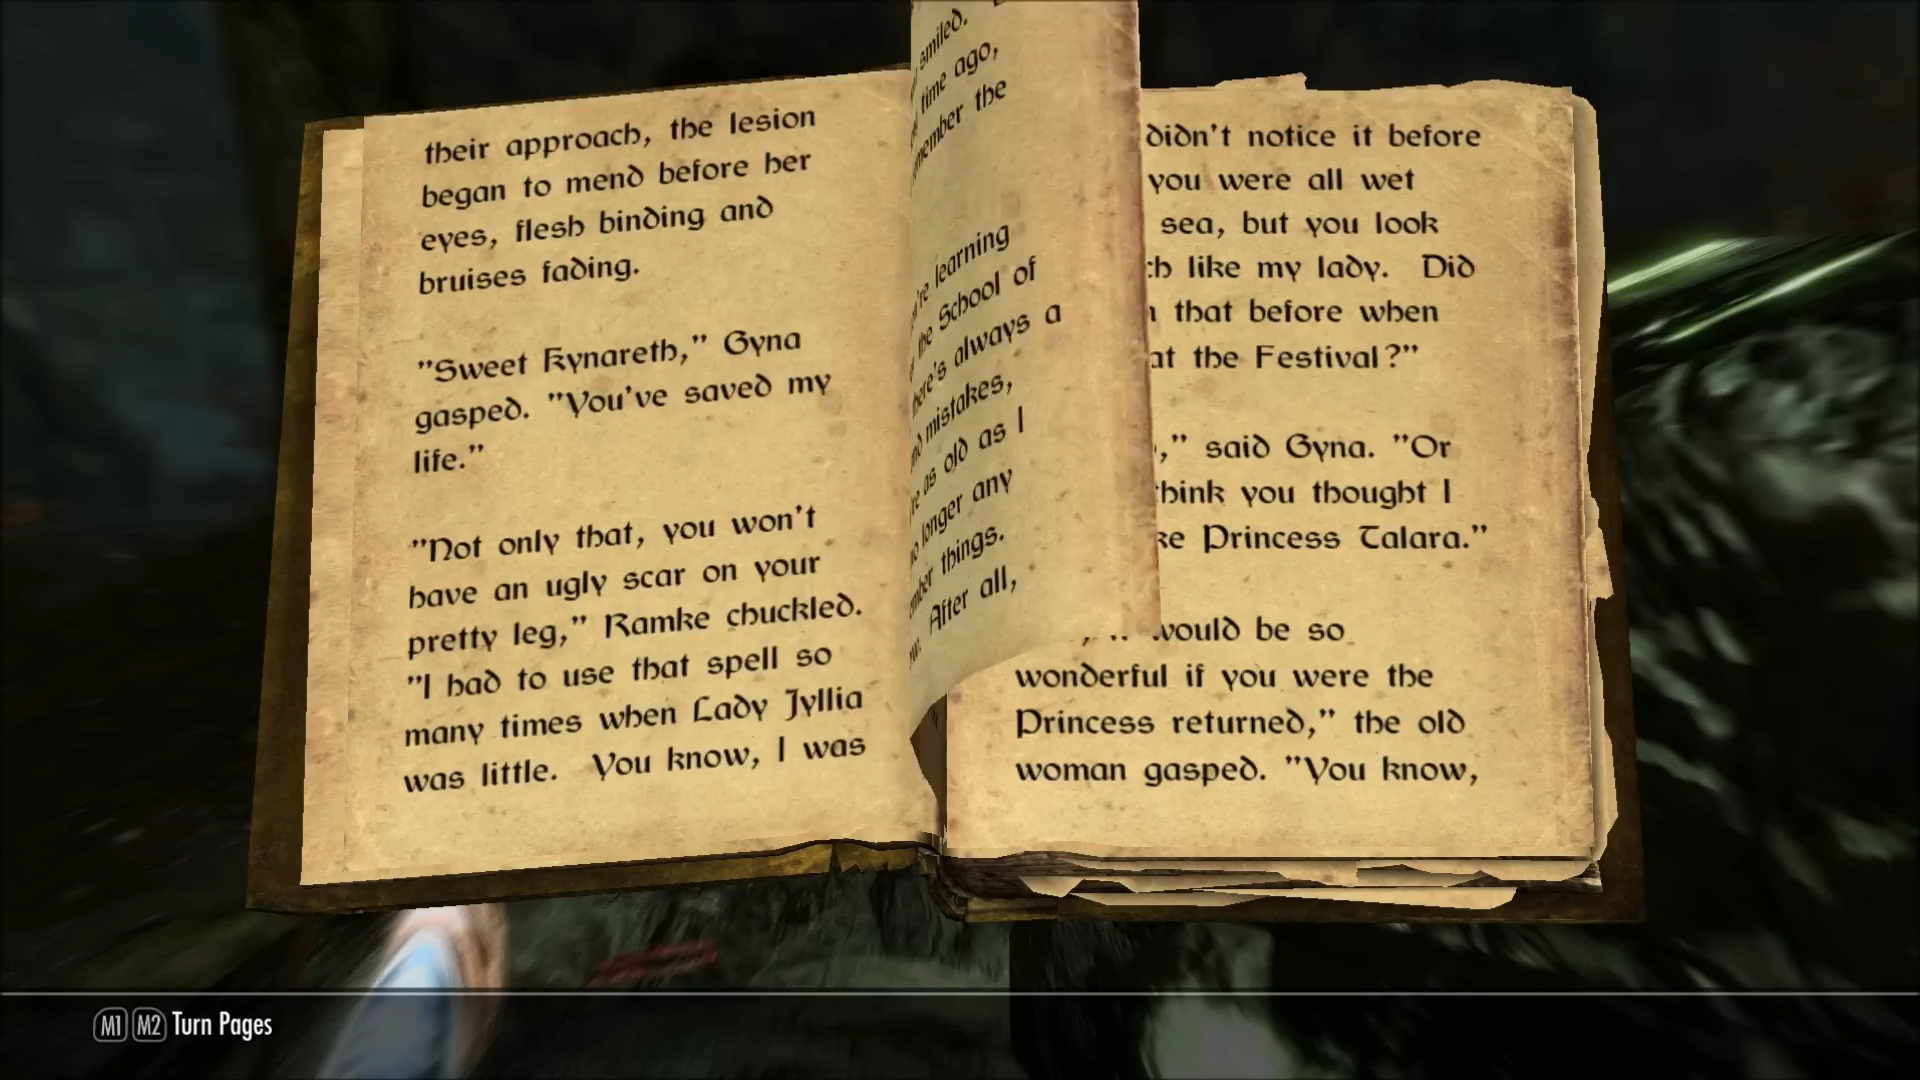 their approach, the lesion
began to mend before her
eyes, flesh binding and
bruises fading.
"Sweet Kynareth," Gyna
gasped. "You've saved my
life."
"Not only that, you won't
have an ugly scar on your
pretty leg," Ramke chuckled.
"I had to use that spell so
many times when Lady Jyllia
was little. You know, I was
smiled.
time ago,
the
learning
the School of
always a
mistakes,
as old as I
longer any
things.
After all,
didn't notice it before
you were all wet
sea, but you look
like my lady. Did
that before when
at the Festival?"
," said Gyna. "Or
you thought I
Princess Talara."
would be so
wonderful if you were the
Princess returned," the old
woman gasped. "You know,
M1 M2 Turn Pages